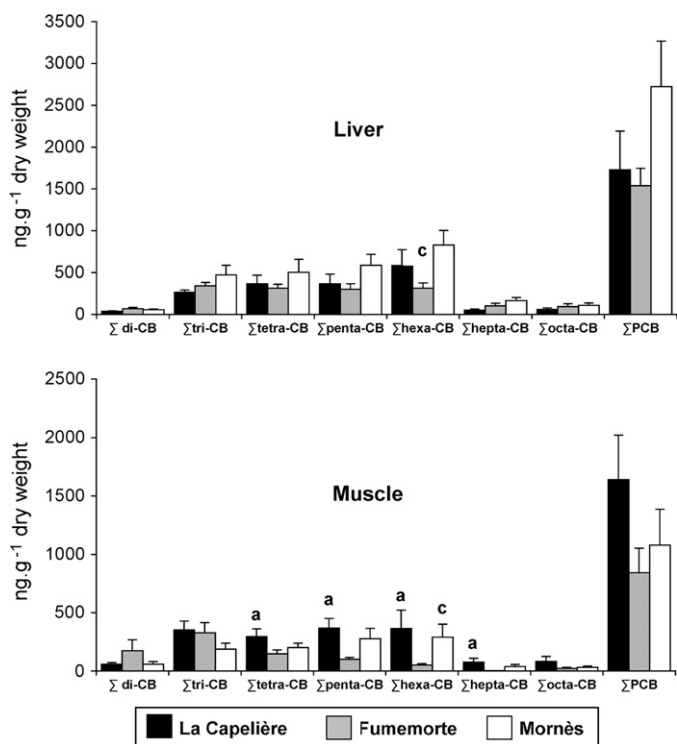 3500
3000
2500
2000
1500
1000
500
0
ng.g⁻¹ dry weight
Liver
c
∑ di-CB ∑tri-CB ∑tetra-CB ∑penta-CB ∑hexa-CB ∑hepta-CB ∑octa-CB ∑PCB
2500
2000
1500
1000
500
0
ng.g⁻¹ dry weight
Muscle
a a a c a
∑ di-CB ∑tri-CB ∑tetra-CB ∑penta-CB ∑hexa-CB ∑hepta-CB ∑octa-CB ∑PCB
La Capelière Fumemorte Mornès